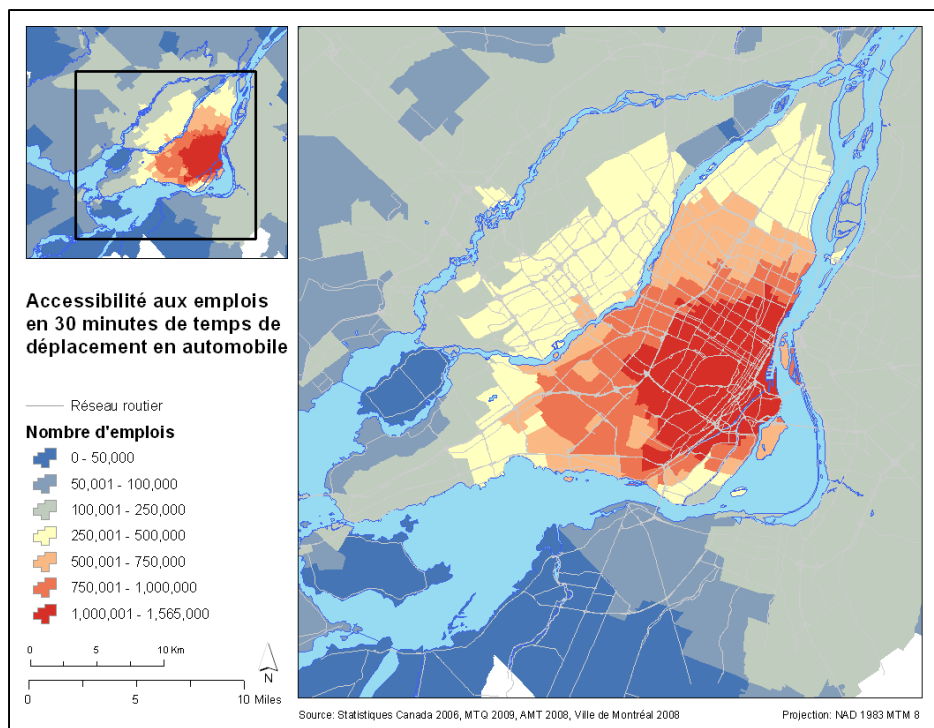 Accessibilité aux emplois
en 30 minutes de temps de
déplacement en automobile
Réseau routier
Nombre d'emplois
0 - 50,000
50,001 - 100,000
100,001 - 250,000
250,001 - 500,000
500,001 - 750,000
750,001 - 1,000,000
1,000,001 - 1,565,000
0 5 10 Km
N
0 5 10 Miles
Source: Statistiques Canada 2006, MTQ 2009, AMT 2008, Ville de Montréal 2008
Projection: NAD 1983 MTM 8